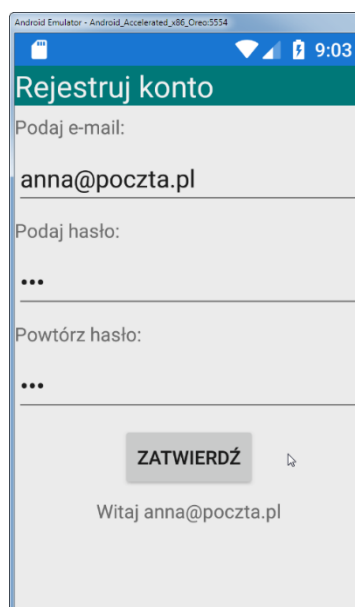 Android Emulator - Android_Accelerated_x86_Oreo:5554
9:03
Rejestruj konto
Podaj e-mail:
anna@poczta.pl
Podaj hasło:
•••
Powtórz hasło:
•••
ZATWIERDŹ
Witaj anna@poczta.pl